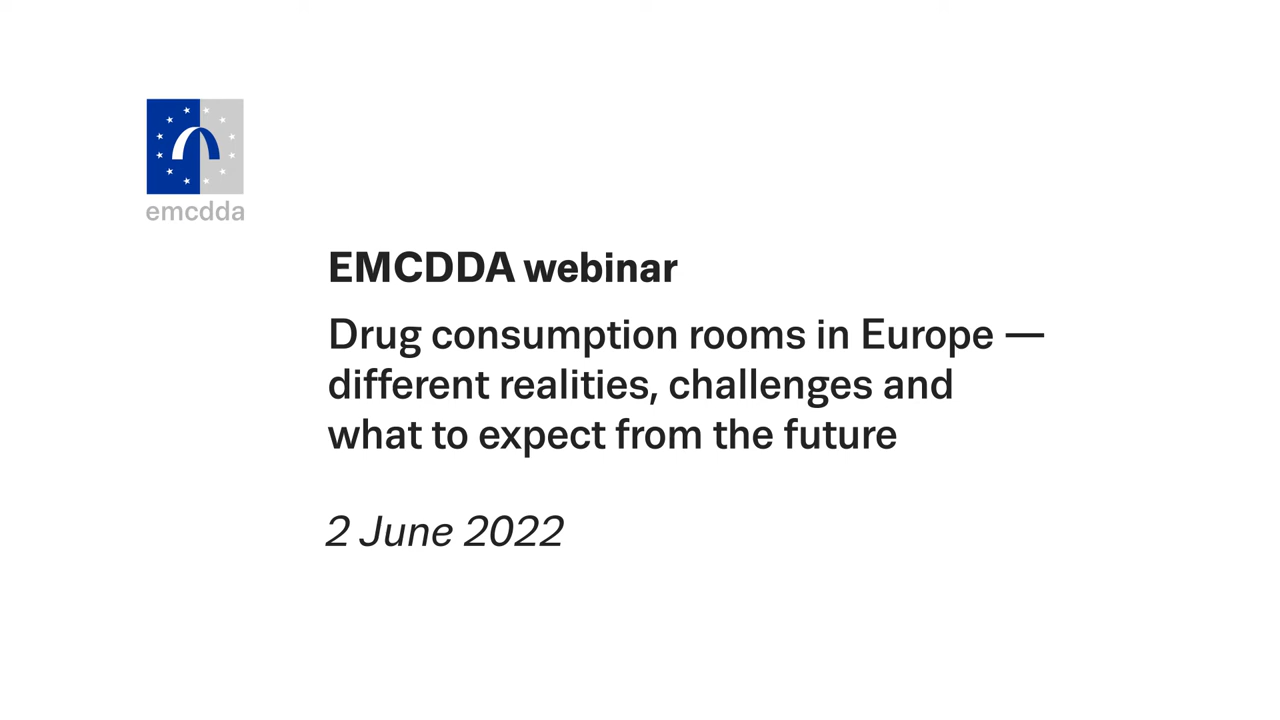 emcdda
EMCDDA webinar
Drug consumption rooms in Europe —
different realities, challenges and
what to expect from the future
2 June 2022